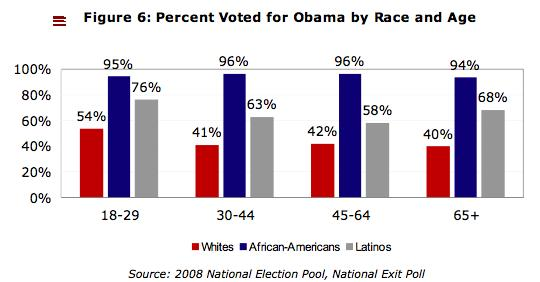 Figure 6: Percent Voted for Obama by Race and Age
95% 96% 96% 94%
100%
80%
60%
40%
20%
0%
54% 76%
41% 63%
42% 58%
40% 68%
18-29 30-44 45-64 65+
Whites African-Americans Latinos
Source: 2008 National Election Pool, National Exit Poll